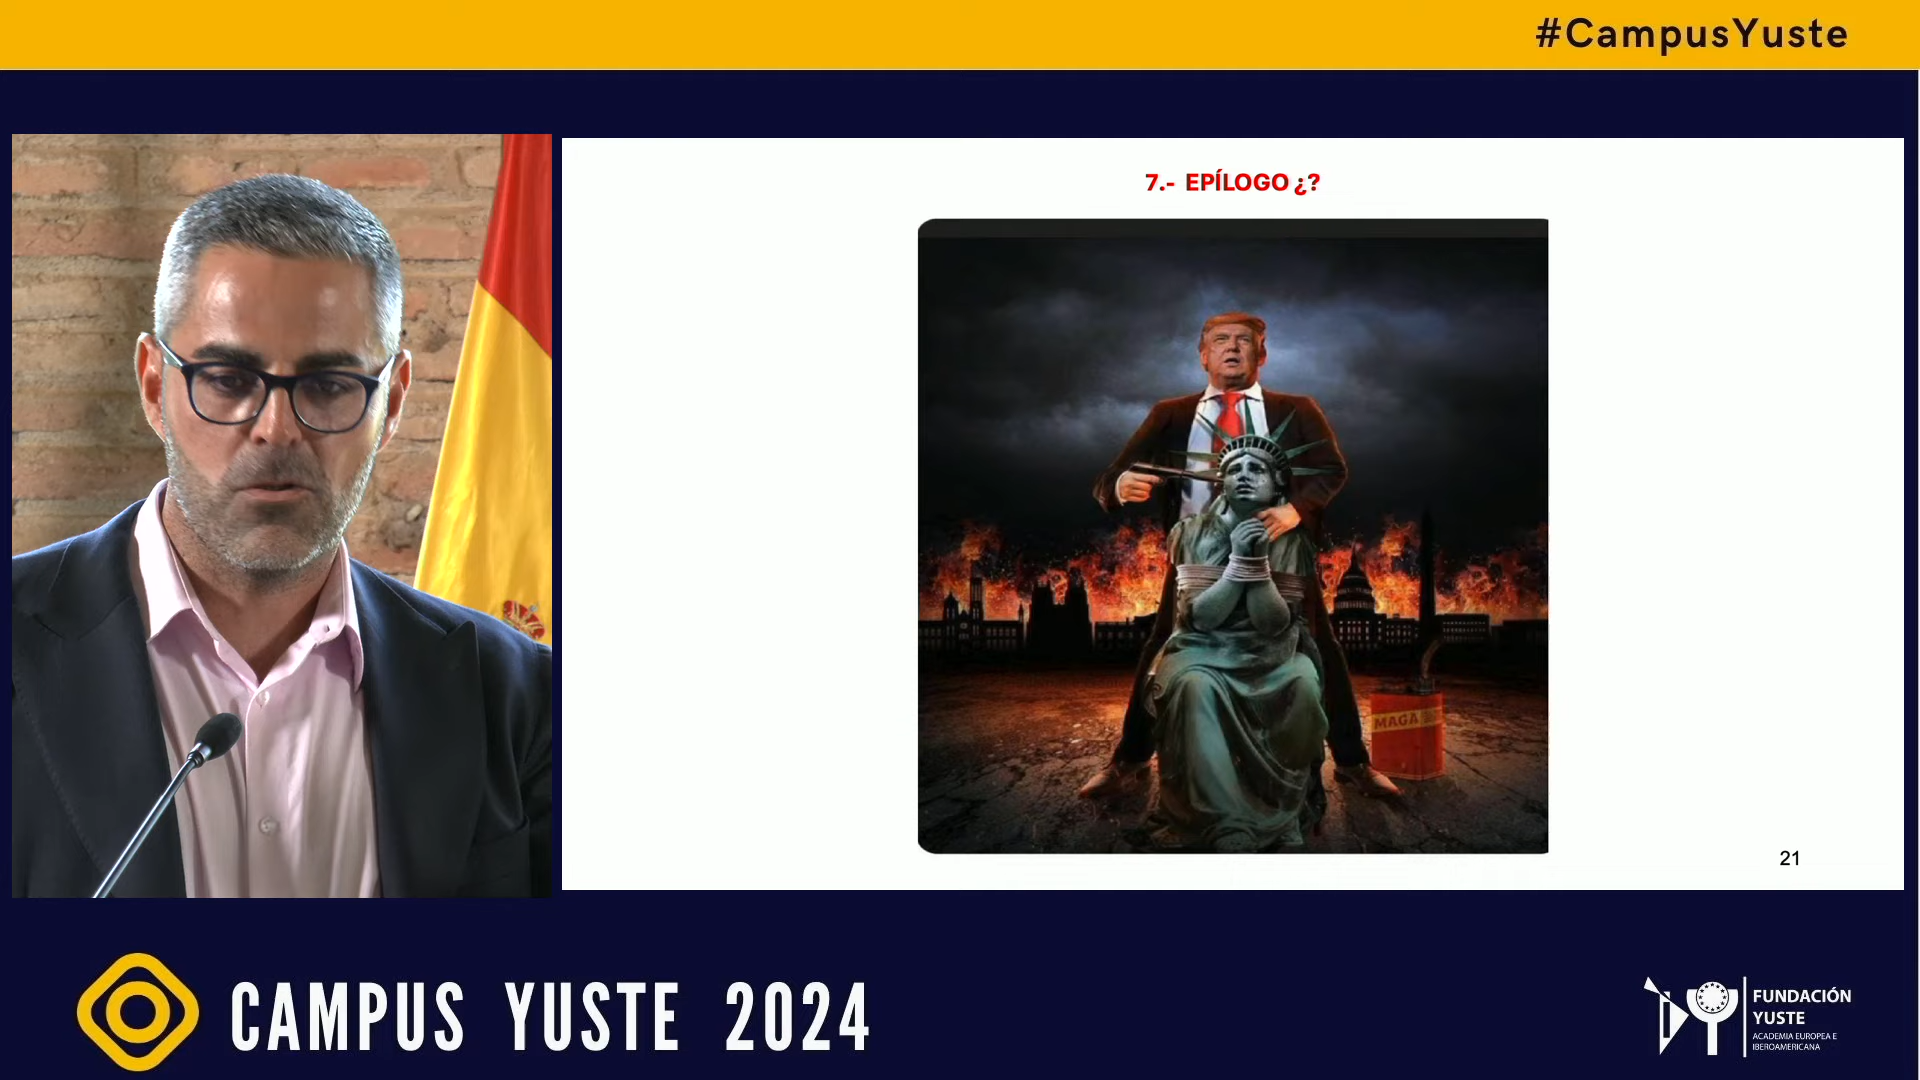 #CampusYuste
7.- EPÍLOGO ¿?
MAGA
21
CAMPUS YUSTE 2024
FUNDACIÓN
YUSTE
ACADEMIA EUROPEA E
IBEROAMERICANA